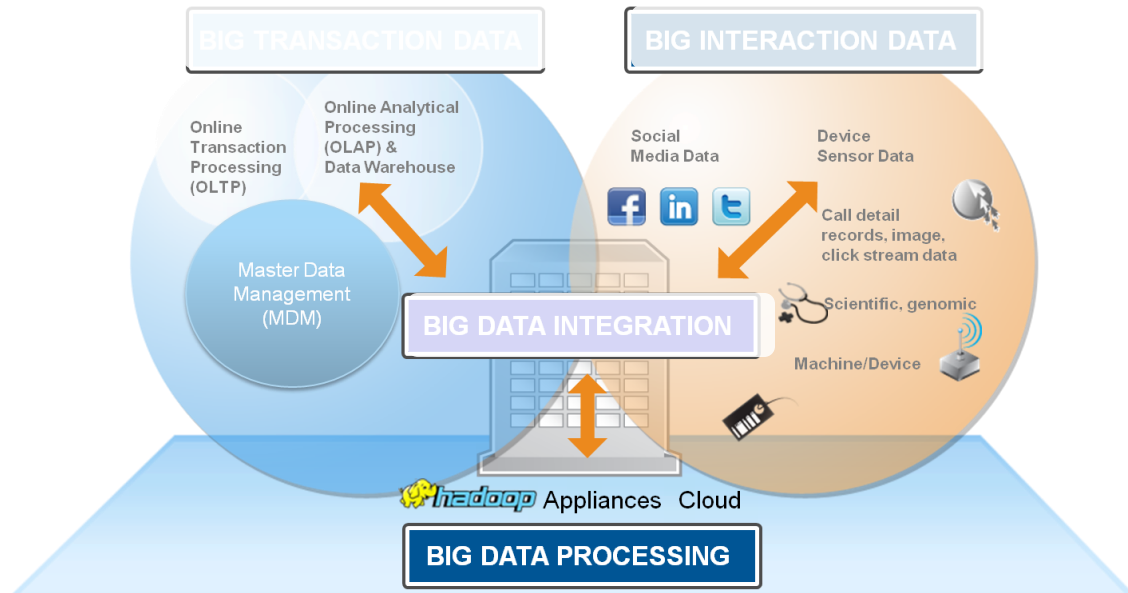 BIG TRANSACTION DATA
BIG INTERACTION DATA
Online
Transaction
Processing
(OLTP)
Online Analytical
Processing
(OLAP) &
Data Warehouse
Master Data
Management
(MDM)
Social
Media Data
f
in
t
Device
Sensor Data
Call detail
records, image,
click stream data
Scientific, genomic
Machine/Device
BIG DATA INTEGRATION
hadoop Appliances Cloud
BIG DATA PROCESSING